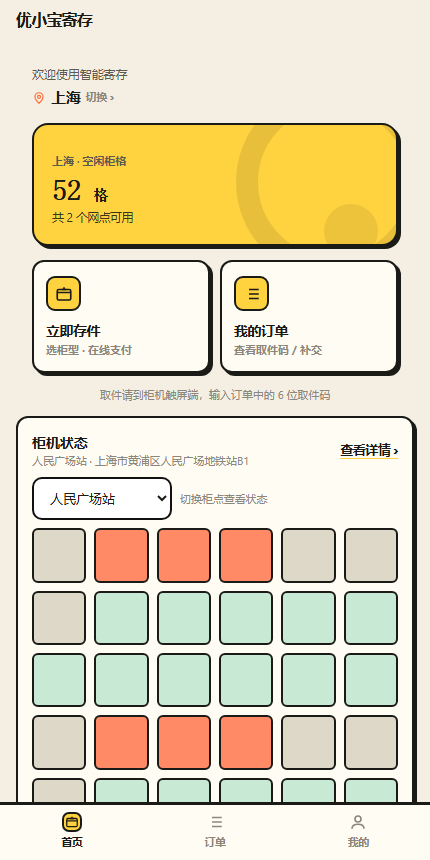 优小宝寄存
欢迎使用智能寄存
上海 切换 ›
上海 · 空闲柜格
52 格
共 2 个网点可用
立即存件
选柜型 · 在线支付
我的订单
查看取件码 / 补交
取件请到柜机触屏端，输入订单中的 6 位取件码
柜机状态
查看详情 ›
人民广场站 · 上海市黄浦区人民广场地铁站B1
人民广场站
切换柜点查看状态
首页
订单
我的